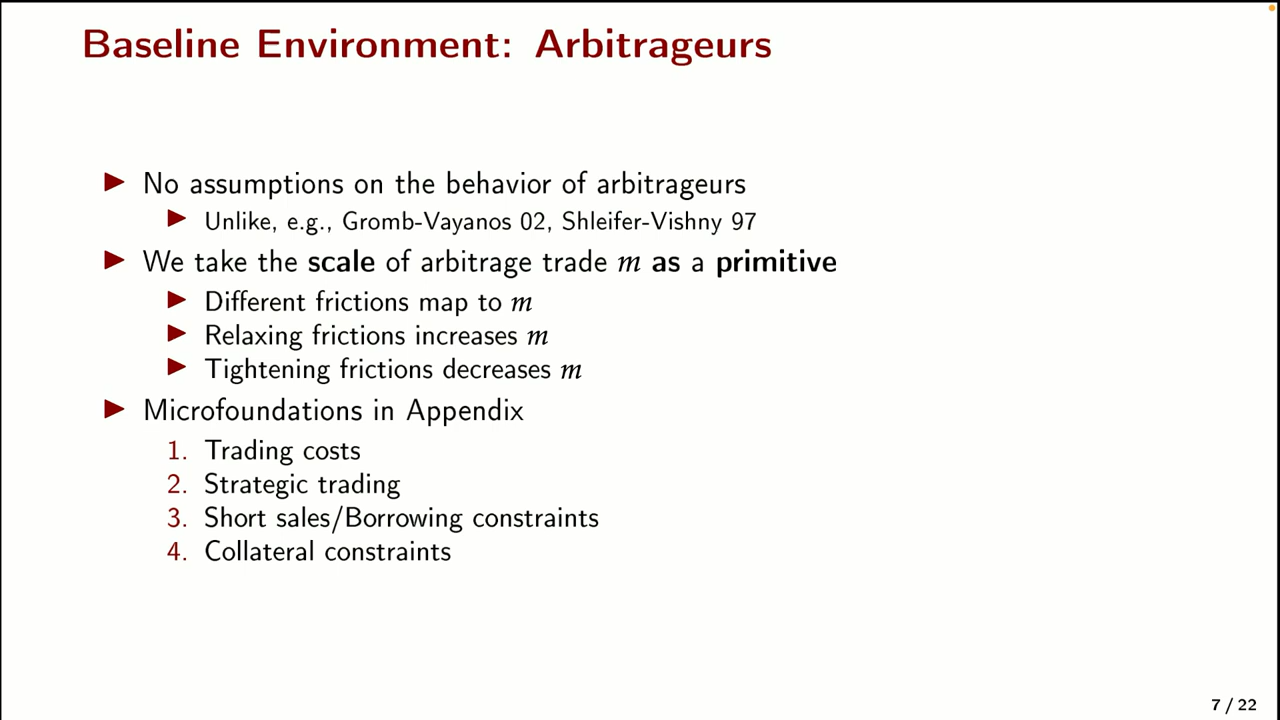 Baseline Environment: Arbitrageurs
▶ No assumptions on the behavior of arbitrageurs
▶ Unlike, e.g., Gromb-Vayanos 02, Shleifer-Vishny 97
▶ We take the scale of arbitrage trade m as a primitive
▶ Different frictions map to m
▶ Relaxing frictions increases m
▶ Tightening frictions decreases m
▶ Microfoundations in Appendix
1. Trading costs
2. Strategic trading
3. Short sales/Borrowing constraints
4. Collateral constraints
7 / 22